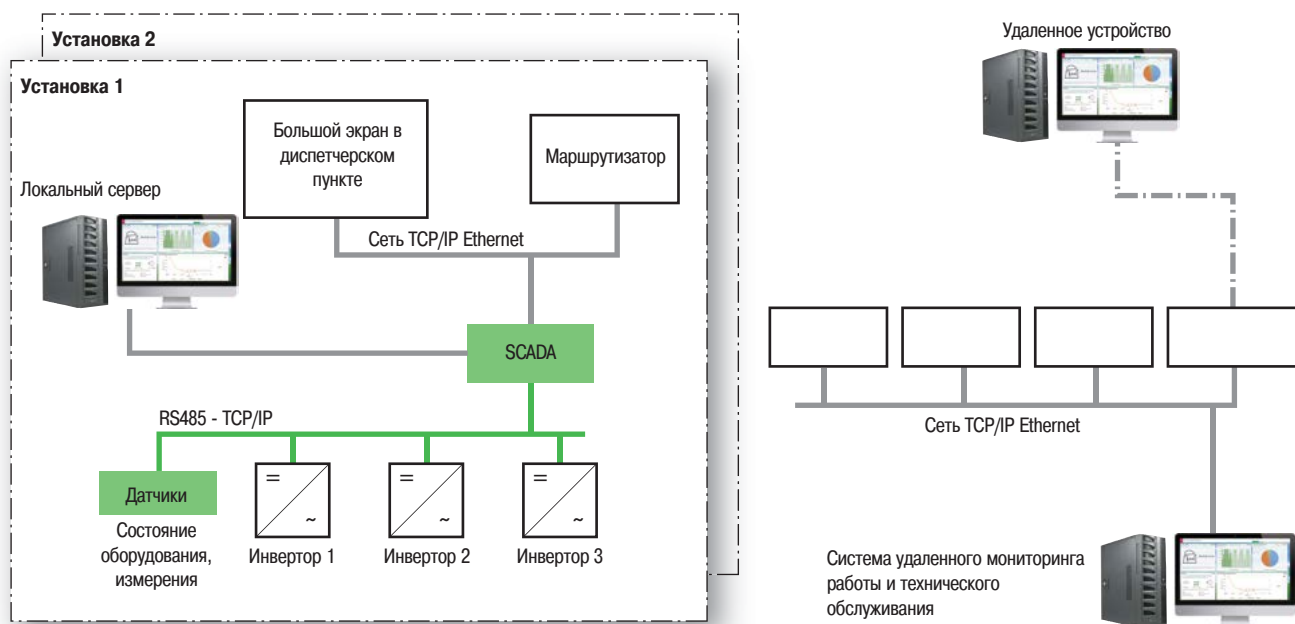 Установка 2
Установка 1
Большой экран в
диспетчерском
пункте
Маршрутизатор
Локальный сервер
Сеть TCP/IP Ethernet
SCADA
RS485 - TCP/IP
Датчики
Состояние
оборудования,
измерения
=
~
Инвертор 1
=
~
Инвертор 2
=
~
Инвертор 3
Удаленное устройство
Сеть TCP/IP Ethernet
Система удаленного мониторинга
работы и технического
обслуживания